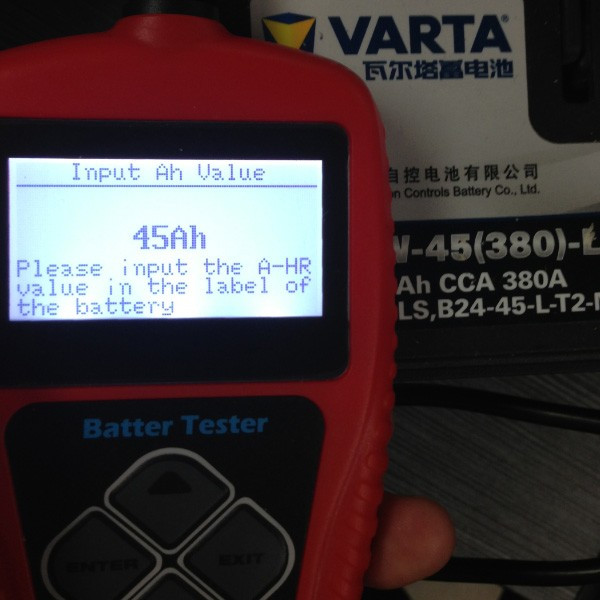 Input Ah Value
45Ah
Please input the A-HR
value in the label of
the battery
Batter Tester
ENTER
EXIT
VARTA
瓦尔塔蓄电池
自控电池有限公司
on Controls Battery Co., Ltd.
-45(380)-L
Ah CCA 380A
LS,B24-45-L-T2-